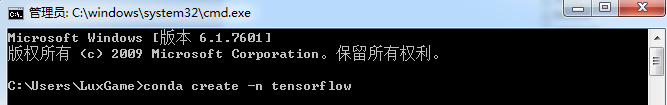 管理员: C:\windows\system32\cmd.exe
Microsoft Windows [版本 6.1.7601]
版权所有 (c) 2009 Microsoft Corporation。保留所有权利。
C:\Users\LuxGame>conda create -n tensorflow